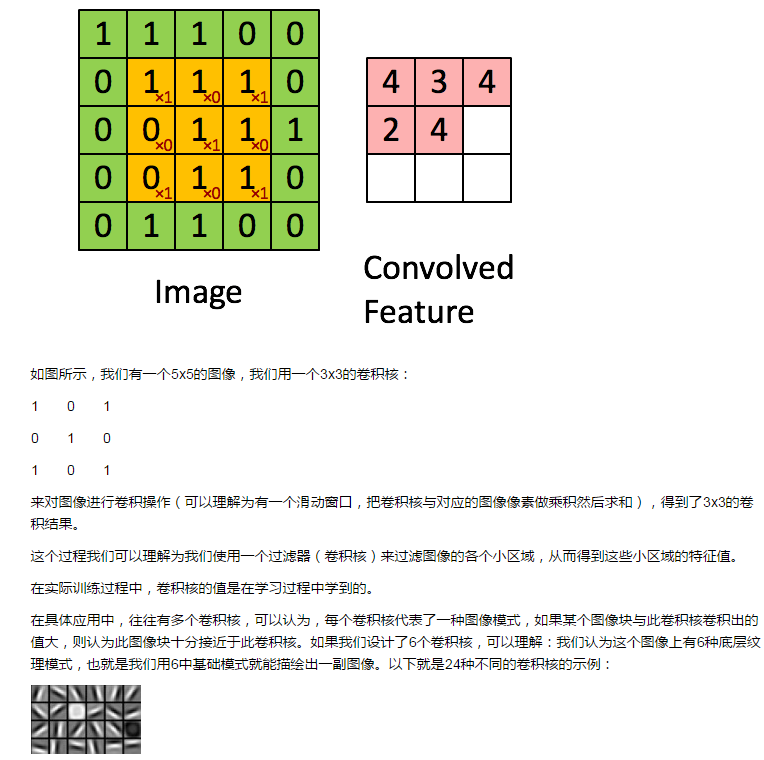 1 1 1 0 0
0 1×1 1×0 1×1 0
0 0×0 1×1 1×0 1
0 0×1 1×0 1×1 0
0 1 1 0 0
Image
4 3 4
2 4
Convolved
Feature
如图所示，我们有一个5x5的图像，我们用一个3x3的卷积核：
1 0 1
0 1 0
1 0 1
来对图像进行卷积操作（可以理解为有一个滑动窗口，把卷积核与对应的图像像素做乘积然后求和），得到了3x3的卷
积结果。
这个过程我们可以理解为我们使用一个过滤器（卷积核）来过滤图像的各个小区域，从而得到这些小区域的特征值。
在实际训练过程中，卷积核的值是在学习过程中学到的。
在具体应用中，往往有多个卷积核，可以认为，每个卷积核代表了一种图像模式，如果某个图像块与此卷积核卷积出的
值大，则认为此图像块十分接近于此卷积核。如果我们设计了6个卷积核，可以理解：我们认为这个图像上有6种底层纹
理模式，也就是我们用6中基础模式就能描绘出一副图像。以下就是24种不同的卷积核的示例：